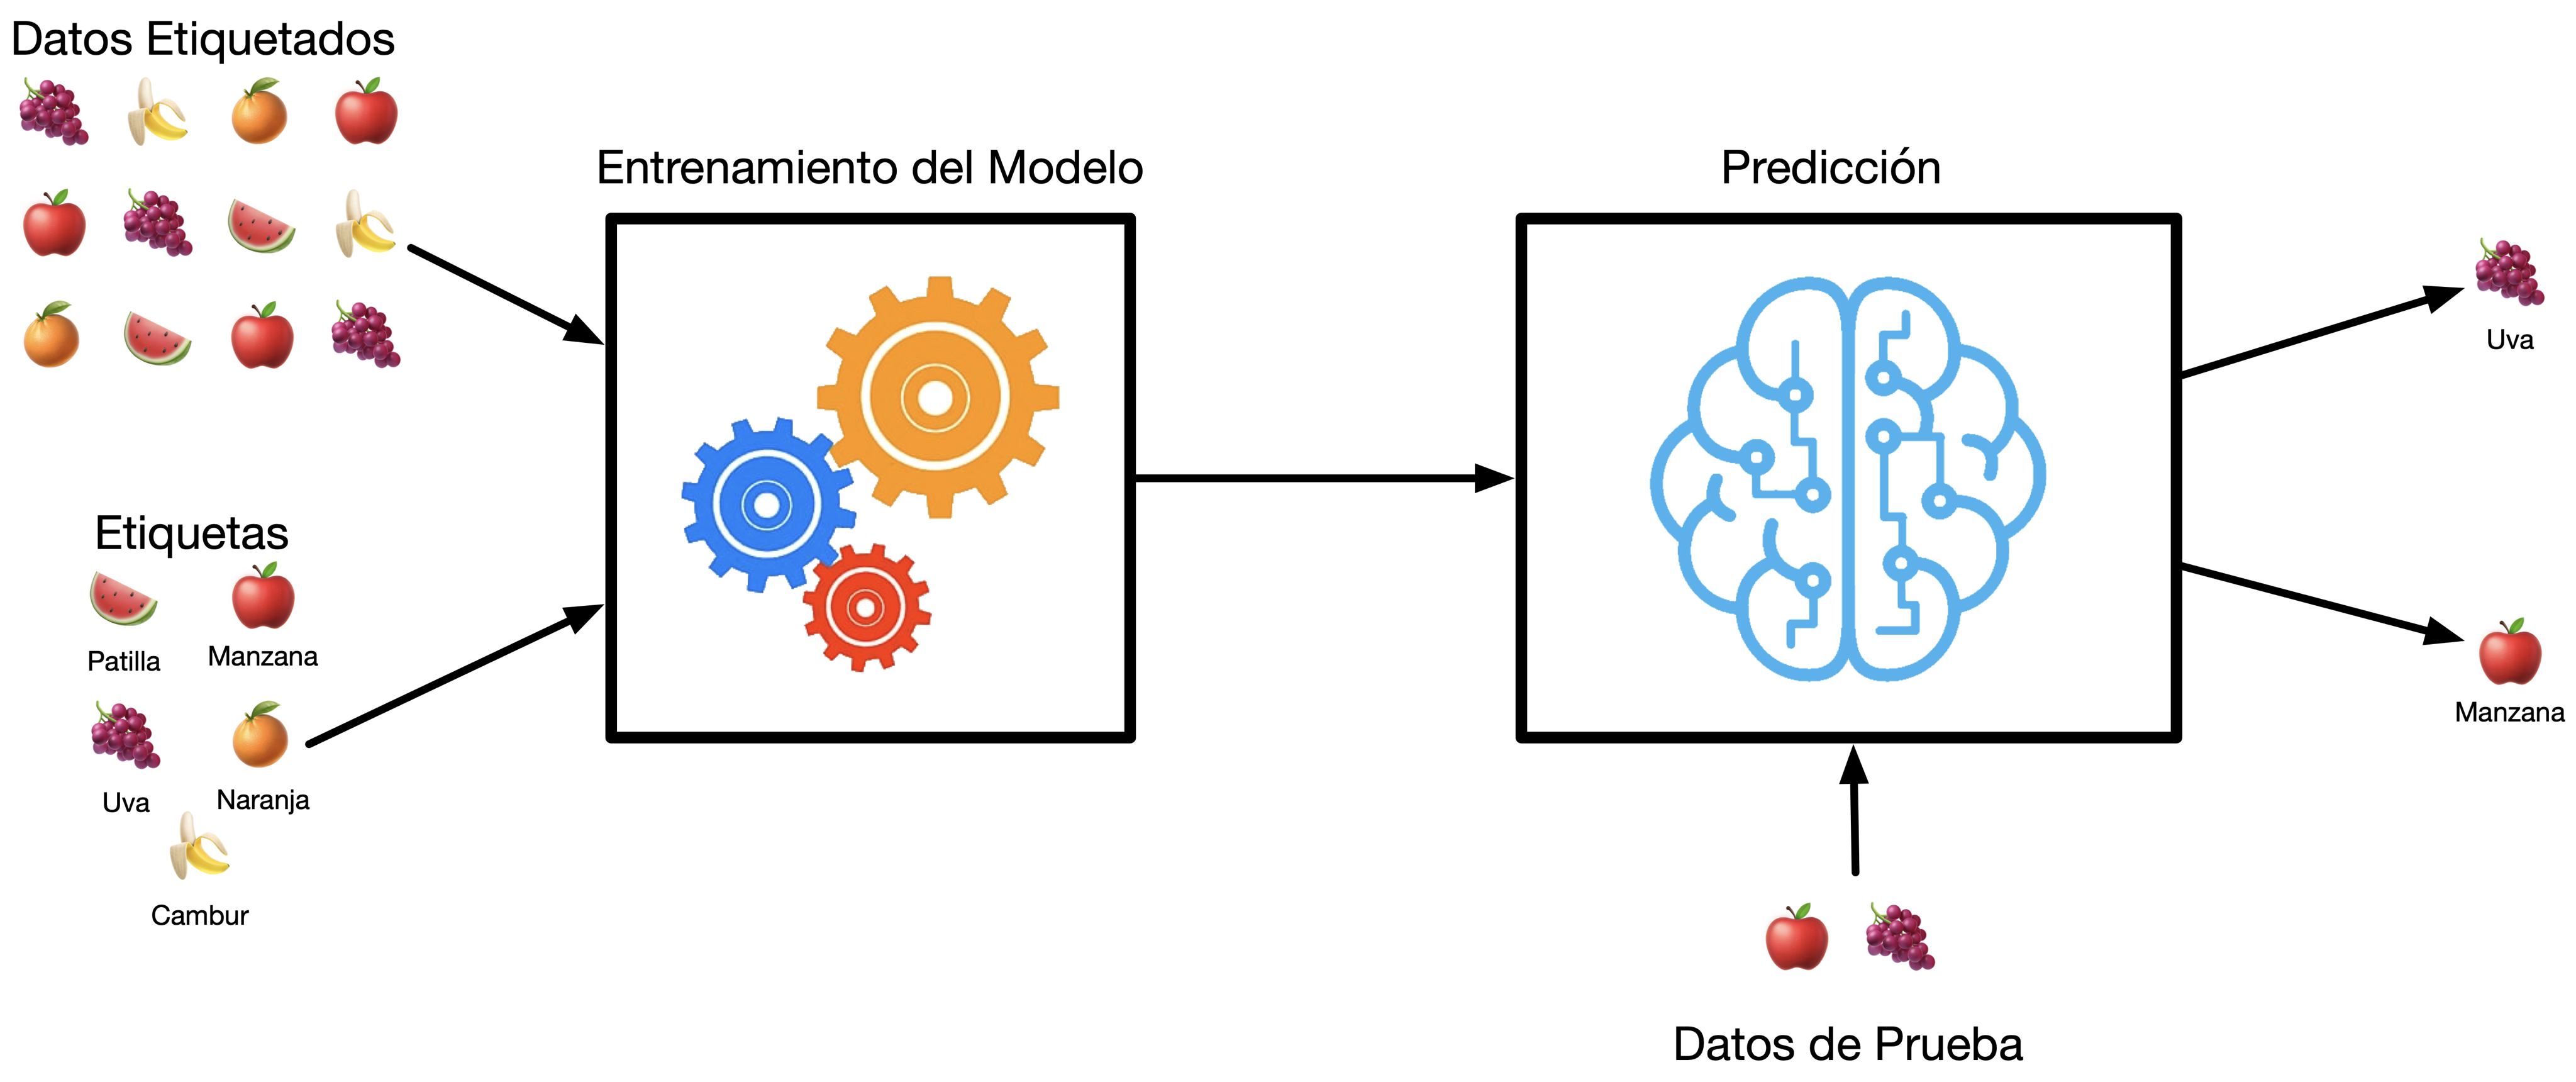 Datos Etiquetados
Entrenamiento del Modelo
Predicción
Uva
Etiquetas
Patilla
Manzana
Uva
Naranja
Cambur
Manzana
Datos de Prueba